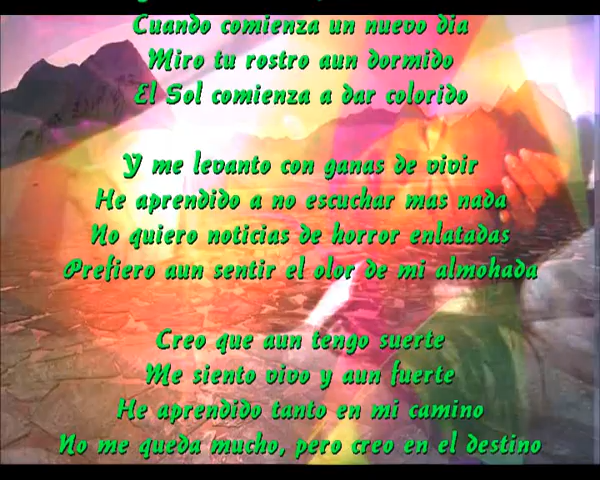 Cuando comienza un nuevo día
Miro tu rostro aun dormido
El Sol comienza a dar colorido
Y me levanto con ganas de vivir
He aprendido a no escuchar mas nada
No quiero noticias de horror enlatadas
Prefiero aun sentir el olor de mi almohada
Creo que aun tengo suerte
Me siento vivo y aun fuerte
He aprendido tanto en mi camino
No me queda mucho, pero creo en el destino